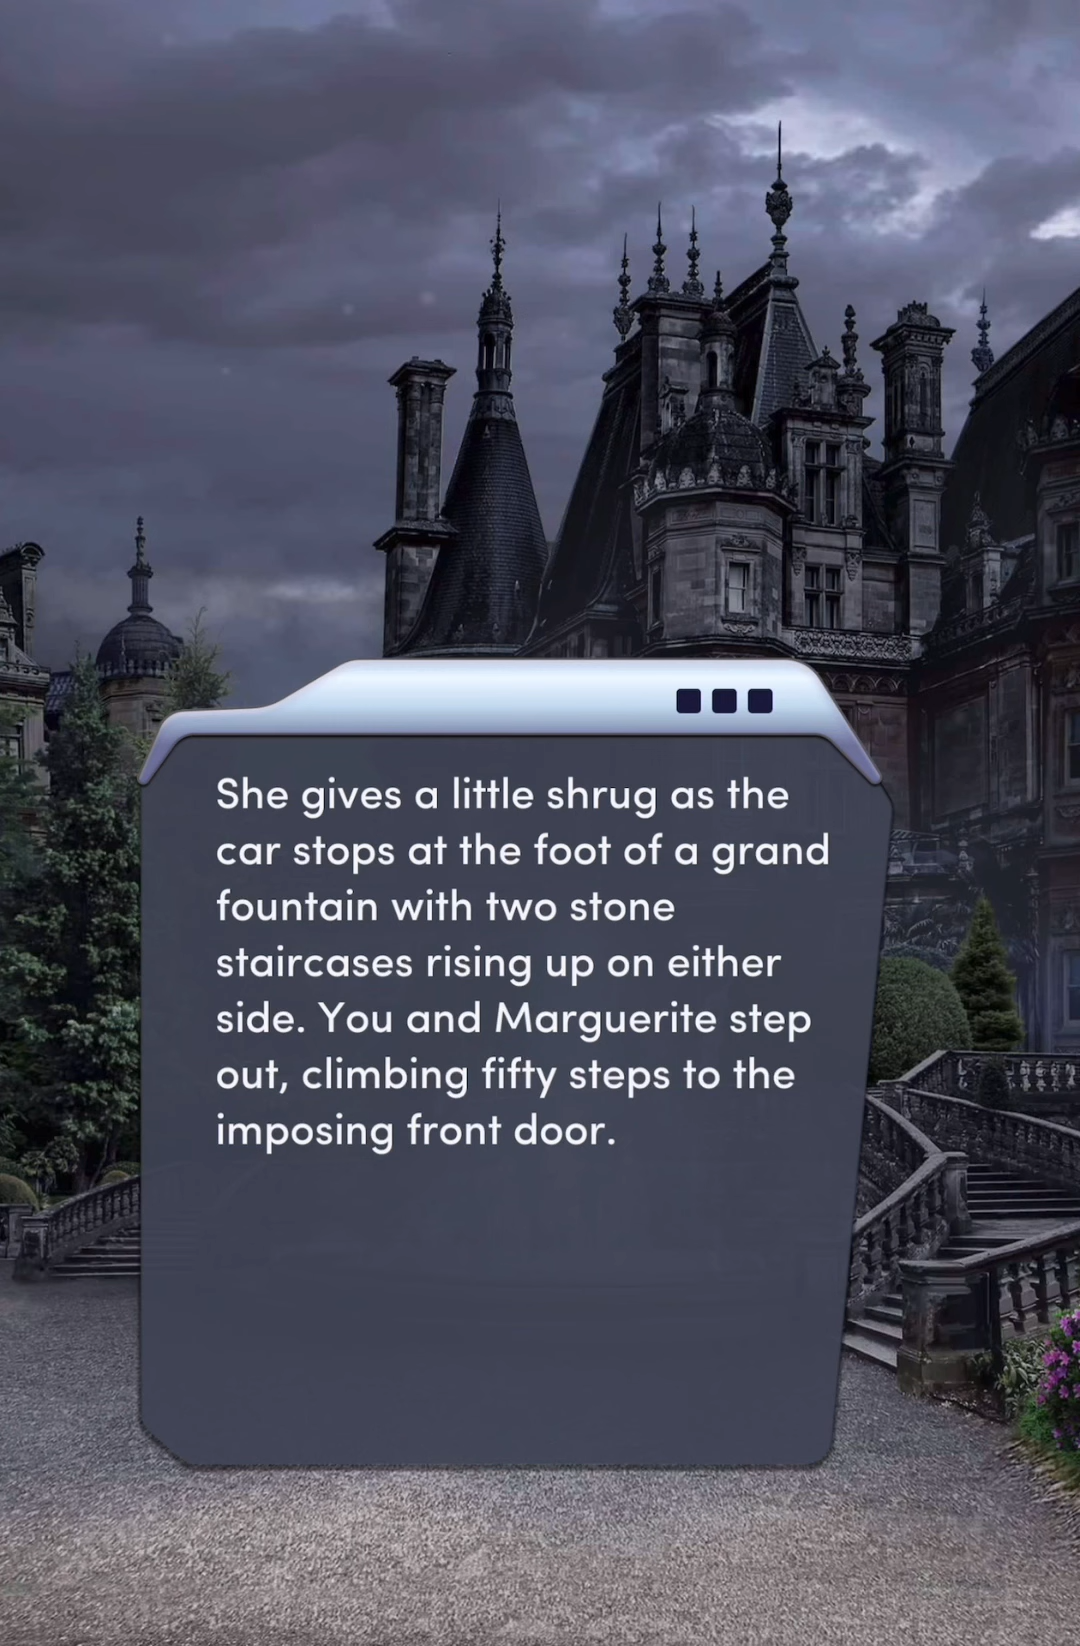 She gives a little shrug as the
car stops at the foot of a grand
fountain with two stone
staircases rising up on either
side. You and Marguerite step
out, climbing fifty steps to the
imposing front door.